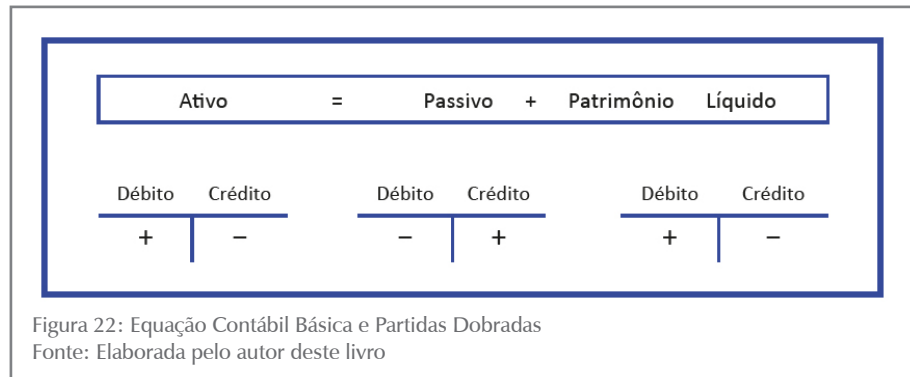 Ativo = Passivo + Patrimônio Líquido
Débito Crédito Débito Crédito Débito Crédito
+ − − + + −
Figura 22: Equação Contábil Básica e Partidas Dobradas
Fonte: Elaborada pelo autor deste livro